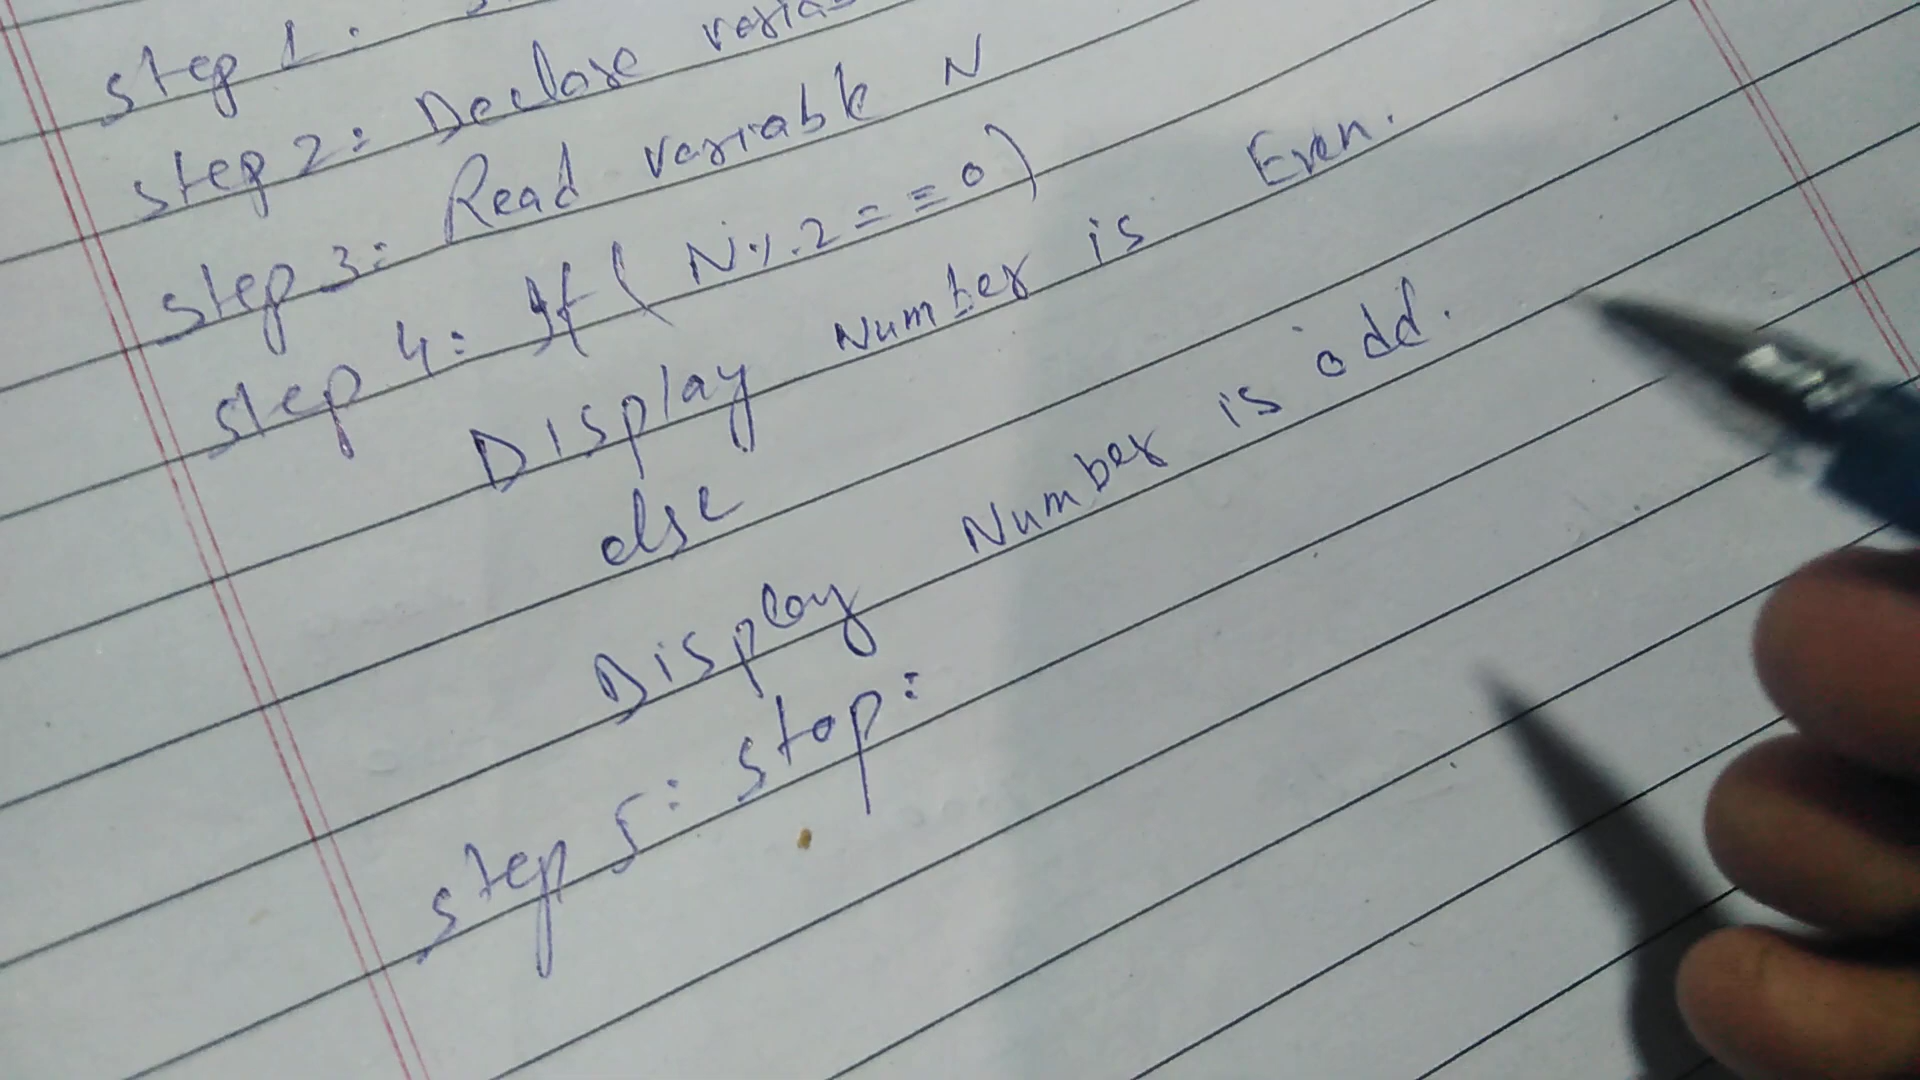 step 1:
step 2: Declare
step 3: Read variable N
step 4: If ( N%2 == 0)
Display Number is Even.
else
Display Number is odd.
step 5: stop: